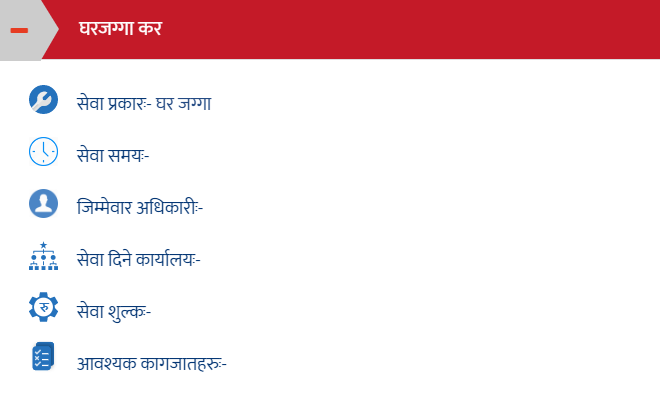 घरजग्गा कर
सेवा प्रकारः- घर जग्गा
सेवा समयः-
जिम्मेवार अधिकारीः-
सेवा दिने कार्यालयः-
रु
सेवा शुल्कः-
आवश्यक कागजातहरुः-